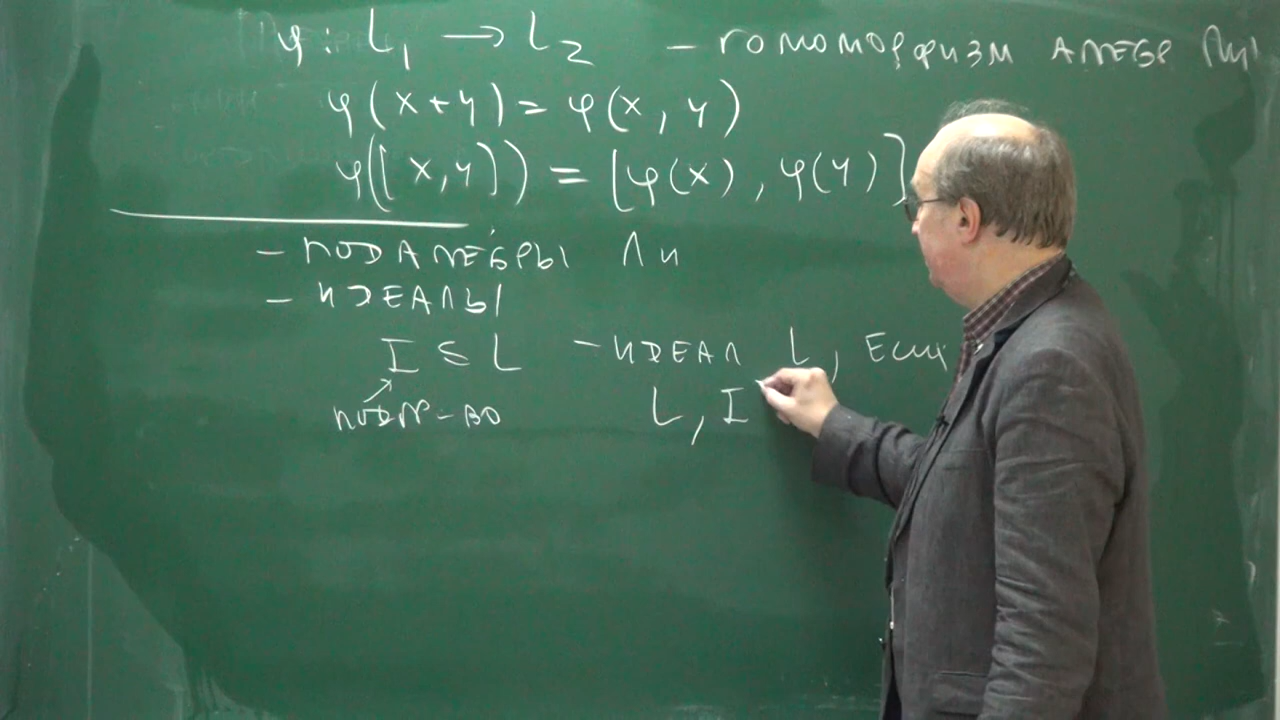 φ : L₁ → L₂ – гомоморфизм алгебр Ли
φ(x+y) = φ(x, y)
φ([x,y]) = [φ(x), φ(y)]
– подалгебры Ли
– идеалы
I ⊆ L – идеал L, если
подпр-во L, I